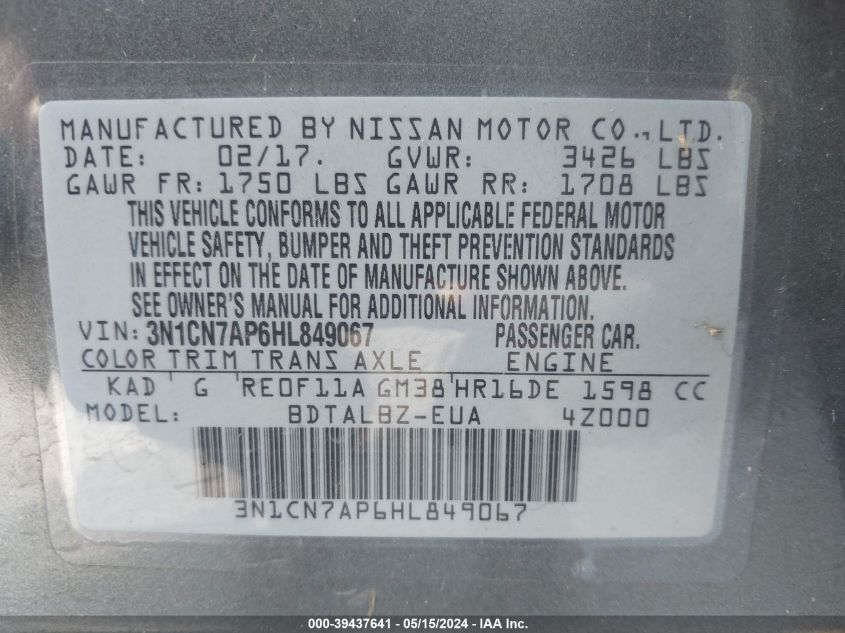 MANUFACTURED BY NISSAN MOTOR CO., LTD.
DATE: 02/17. GVWR: 3426 LBS
GAWR FR: 1750 LBS GAWR RR: 1708 LBS
THIS VEHICLE CONFORMS TO ALL APPLICABLE FEDERAL MOTOR
VEHICLE SAFETY, BUMPER AND THEFT PREVENTION STANDARDS
IN EFFECT ON THE DATE OF MANUFACTURE SHOWN ABOVE.
SEE OWNER'S MANUAL FOR ADDITIONAL INFORMATION.
VIN: 3N1CN7AP6HL849067 PASSENGER CAR.
COLOR TRIM TRANS AXLE ENGINE
KAD G RE0F11A GM38 HR16DE 1598 CC
MODEL: BDTALBZ-EUA 4Z000
3N1CN7AP6HL849067
000-39437641 - 05/15/2024 - IAA Inc.